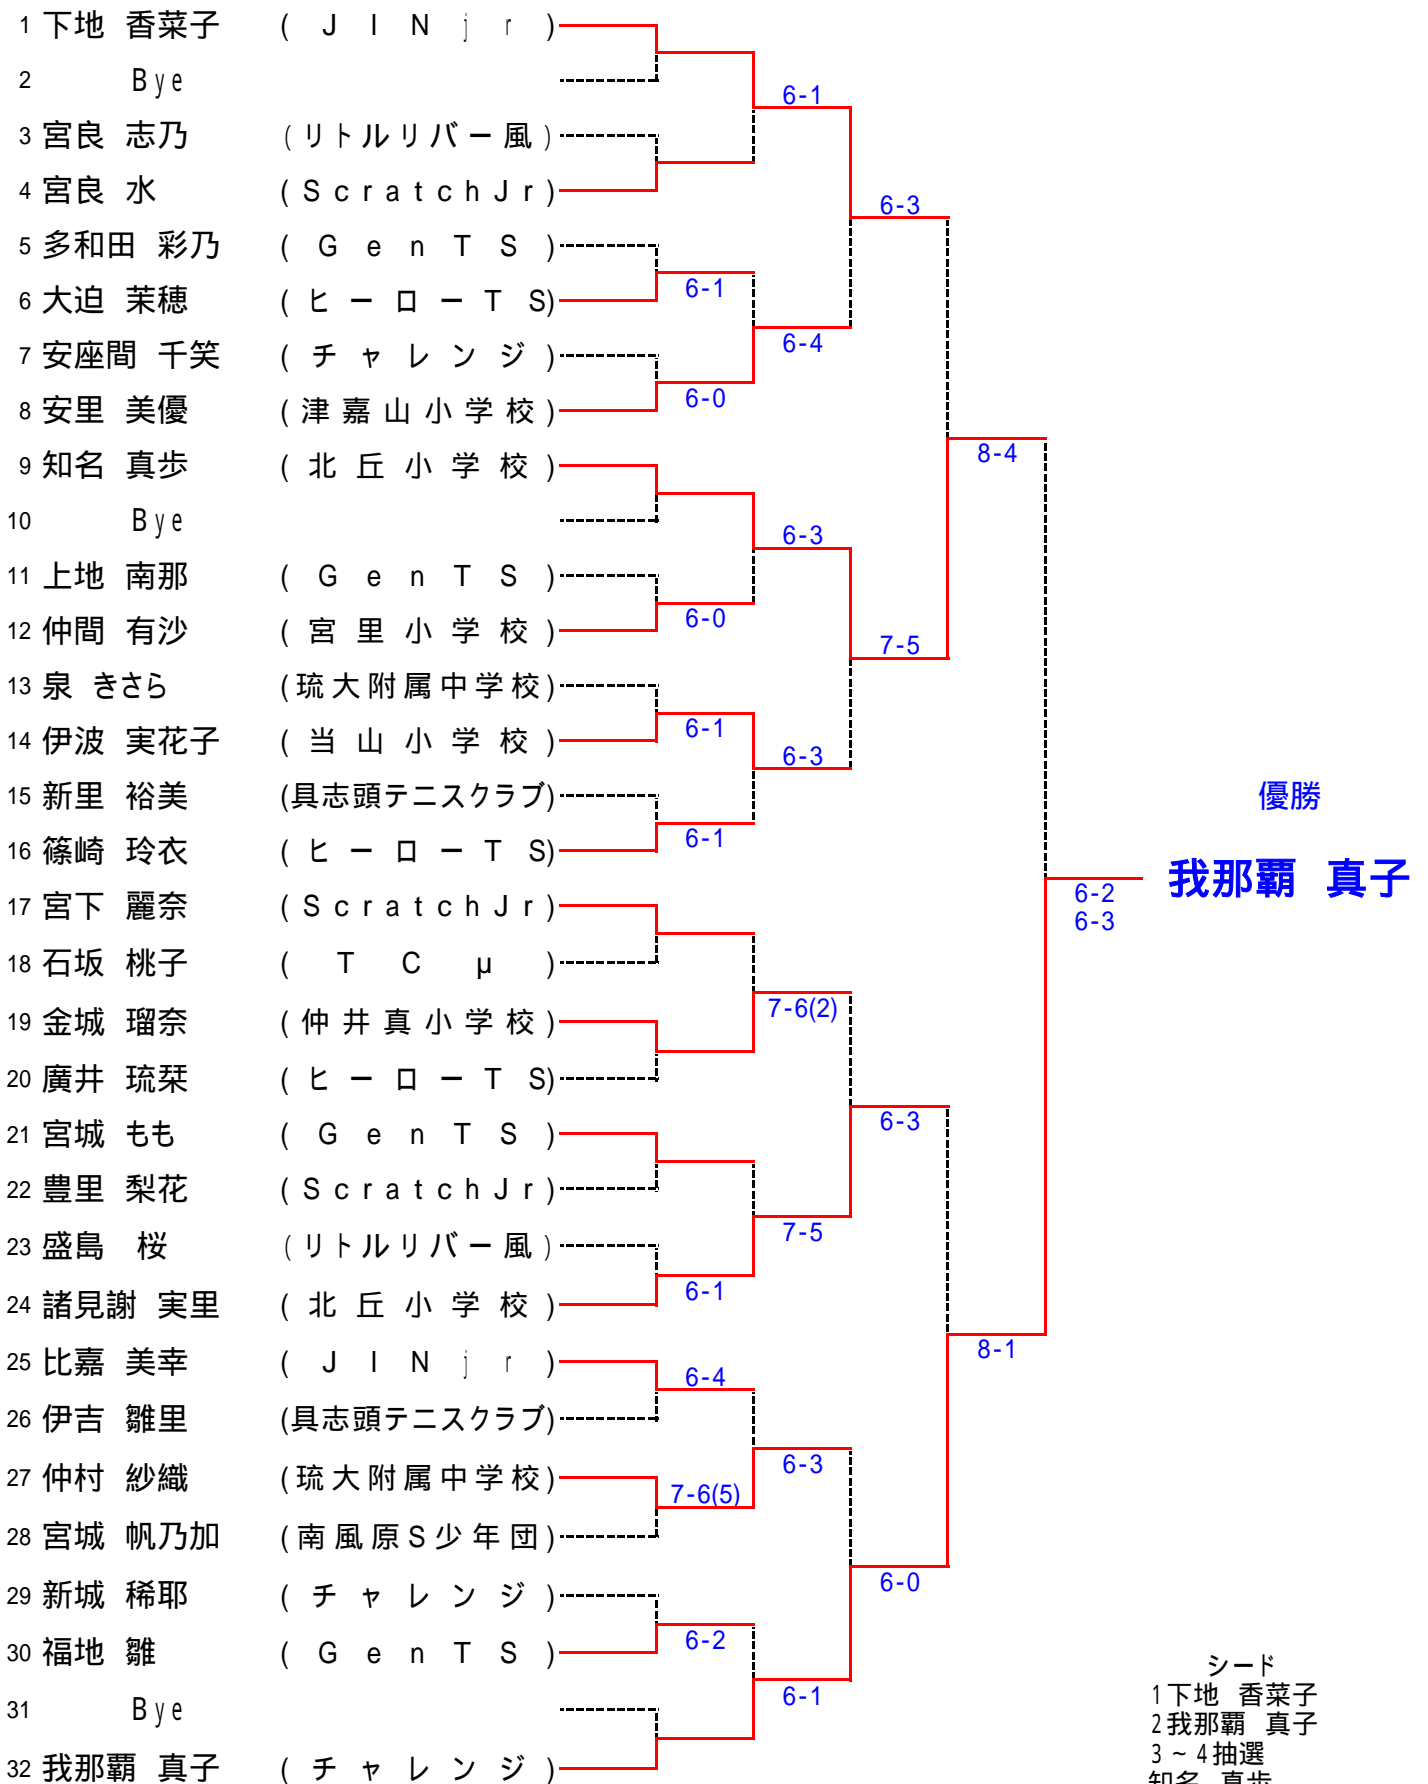 1 下地 香菜子 (JINjr)
2 Bye
3 宮良 志乃 (リトルリバー風)
4 宮良 水 (ScratchJr)
5 多和田 彩乃 (GenTS)
6 大迫 茉穂 (ヒーローTS)
7 安座間 千笑 (チャレンジ)
8 安里 美優 (津嘉山小学校)
9 知名 真歩 (北丘小学校)
10 Bye
11 上地 南那 (GenTS)
12 仲間 有沙 (宮里小学校)
13 泉 きさら (琉大附属中学校)
14 伊波 実花子 (当山小学校)
15 新里 裕美 (具志頭テニスクラブ)
16 篠崎 玲衣 (ヒーローTS)
17 宮下 麗奈 (ScratchJr)
18 石坂 桃子 (TCμ)
19 金城 瑠奈 (仲井真小学校)
20 廣井 琉栞 (ヒーローTS)
21 宮城 もも (GenTS)
22 豊里 梨花 (ScratchJr)
23 盛島 桜 (リトルリバー風)
24 諸見謝 実里 (北丘小学校)
25 比嘉 美幸 (JINjr)
26 伊吉 雛里 (具志頭テニスクラブ)
27 仲村 紗織 (琉大附属中学校)
28 宮城 帆乃加 (南風原S少年団)
29 新城 稀耶 (チャレンジ)
30 福地 雛 (GenTS)
31 Bye
32 我那覇 真子 (チャレンジ)
6-1
6-0
6-0
6-1
6-1
6-1
6-4
7-6(5)
6-2
6-1
6-4
6-3
6-3
7-6(2)
7-5
6-3
6-1
6-3
7-5
6-3
6-0
8-4
8-1
6-2
6-3
優勝
我那覇 真子
シード
1下地 香菜子
2我那覇 真子
3~4抽選
知名 真歩